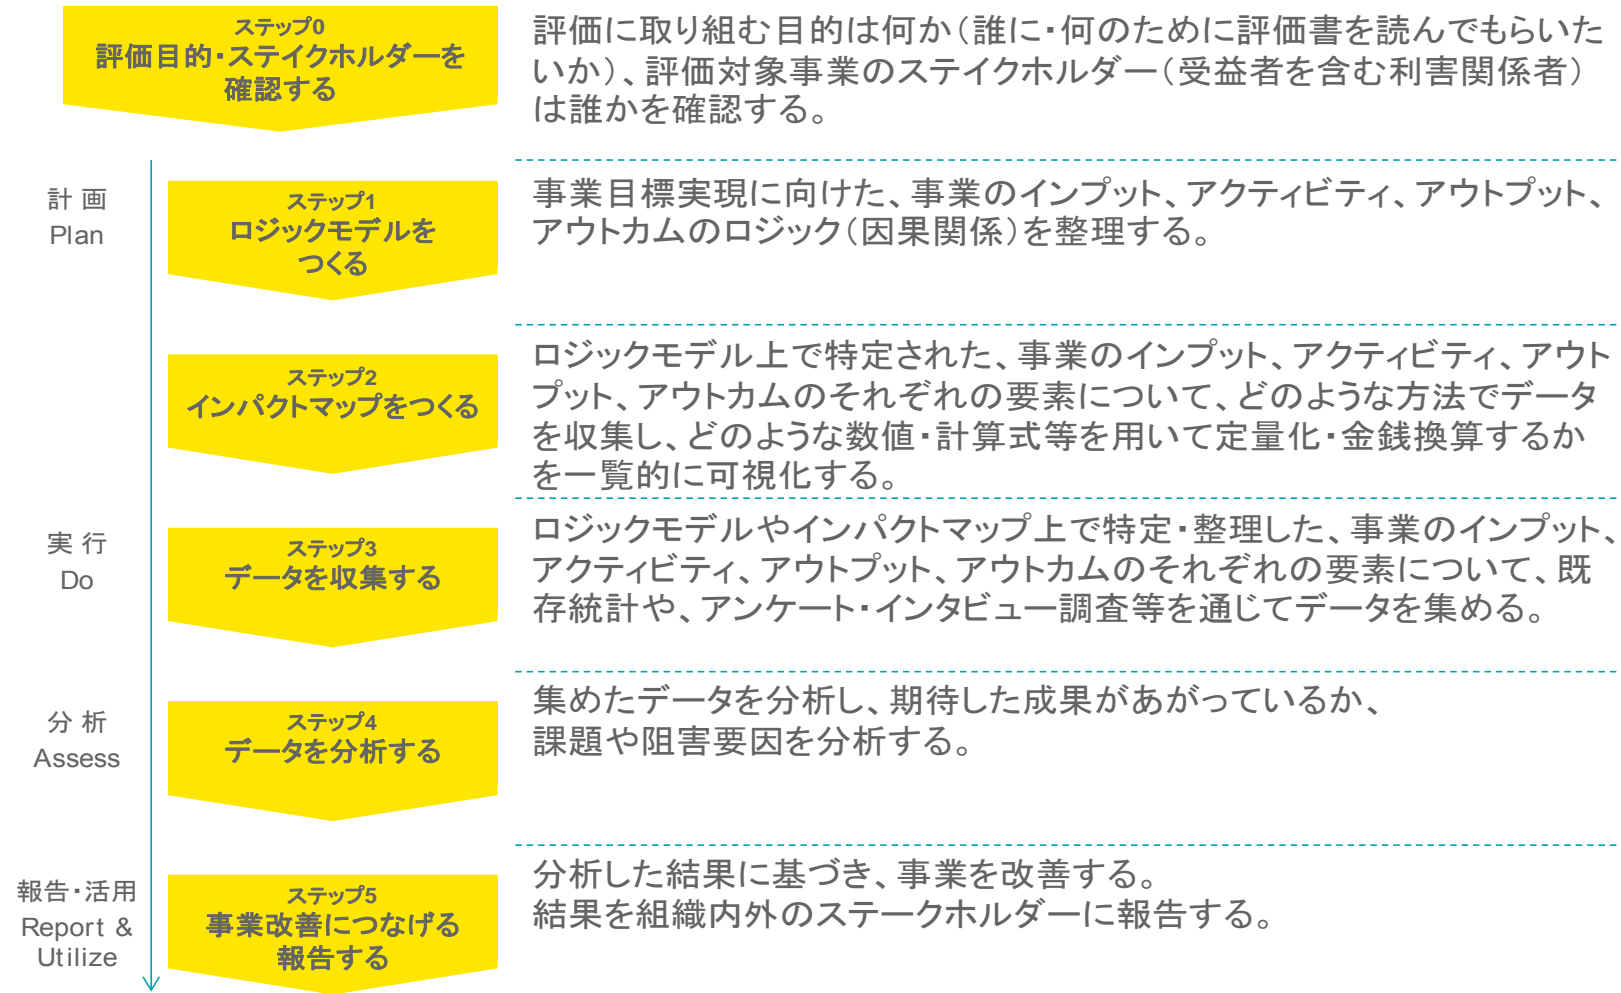 ステップ0
評価目的・ステイクホルダーを
確認する
評価に取り組む目的は何か（誰に・何のために評価書を読んでもらいた
いか）、評価対象事業のステイクホルダー（受益者を含む利害関係者）
は誰かを確認する。
計 画
Plan
ステップ1
ロジックモデルを
つくる
事業目標実現に向けた、事業のインプット、アクティビティ、アウトプット、
アウトカムのロジック（因果関係）を整理する。
ステップ2
インパクトマップをつくる
ロジックモデル上で特定された、事業のインプット、アクティビティ、アウト
プット、アウトカムのそれぞれの要素について、どのような方法でデータ
を収集し、どのような数値・計算式等を用いて定量化・金銭換算するか
を一覧的に可視化する。
実 行
Do
ステップ3
データを収集する
ロジックモデルやインパクトマップ上で特定・整理した、事業のインプット、
アクティビティ、アウトプット、アウトカムのそれぞれの要素について、既
存統計や、アンケート・インタビュー調査等を通じてデータを集める。
分 析
Assess
ステップ4
データを分析する
集めたデータを分析し、期待した成果があがっているか、
課題や阻害要因を分析する。
報告・活用
Report &
Utilize
ステップ5
事業改善につなげる
報告する
分析した結果に基づき、事業を改善する。
結果を組織内外のステークホルダーに報告する。